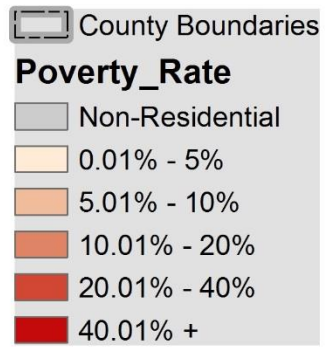 County Boundaries
Poverty_Rate
Non-Residential
0.01% - 5%
5.01% - 10%
10.01% - 20%
20.01% - 40%
40.01% +